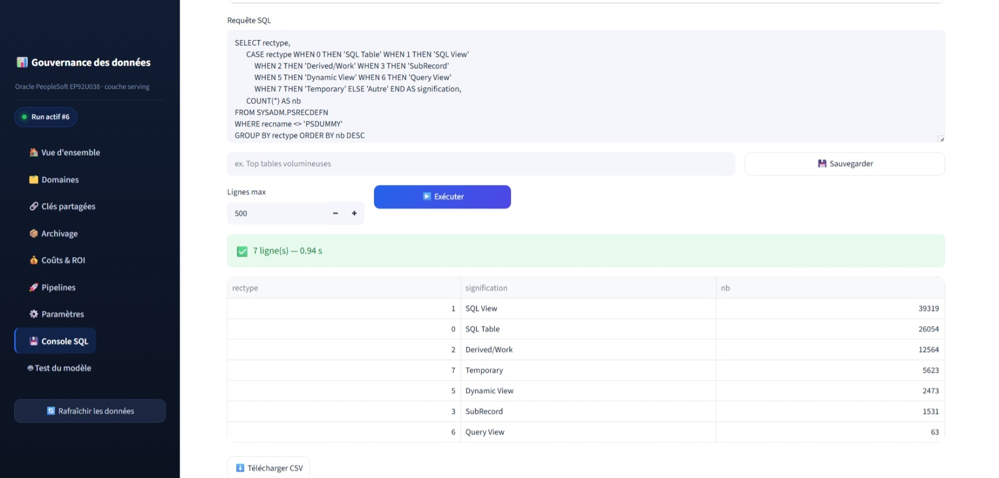 Gouvernance des données
Oracle PeopleSoft EP92U038 · couche serving
Run actif #6
Vue d'ensemble
Domaines
Clés partagées
Archivage
Coûts & ROI
Pipelines
Paramètres
Console SQL
Test du modèle
Rafraîchir les données
Requête SQL
SELECT rectype,
CASE rectype WHEN 0 THEN 'SQL Table' WHEN 1 THEN 'SQL View'
WHEN 2 THEN 'Derived/Work' WHEN 3 THEN 'SubRecord'
WHEN 5 THEN 'Dynamic View' WHEN 6 THEN 'Query View'
WHEN 7 THEN 'Temporary' ELSE 'Autre' END AS signification,
COUNT(*) AS nb
FROM SYSADM.PSRECDEFN
WHERE recname <> 'PSDUMMY'
GROUP BY rectype ORDER BY nb DESC
ex. Top tables volumineuses
Sauvegarder
Lignes max
500 − +
Exécuter
7 ligne(s) — 0.94 s
rectype signification nb
1 SQL View 39319
0 SQL Table 26054
2 Derived/Work 12564
7 Temporary 5623
5 Dynamic View 2473
3 SubRecord 1531
6 Query View 63
Télécharger CSV